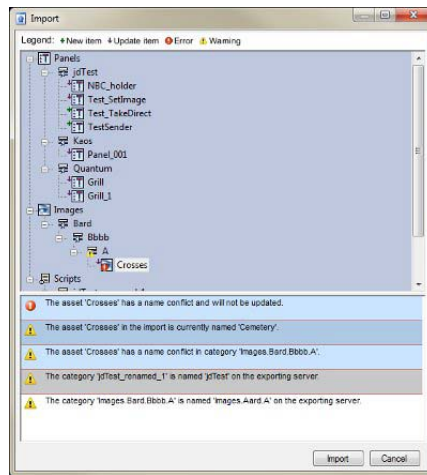 Import
Legend: +New item +Update item Error Warning
Panels
jdTest
NBC_holder
Test_SetImage
Test_TakeDirect
TestSender
Kaos
Panel_001
Quantum
Grill
Grill_1
Images
Bard
Bbbb
A
Crosses
Scripts
The asset 'Crosses' has a name conflict and will not be updated.
The asset 'Crosses' in the import is currently named 'Cemetery'.
The asset 'Crosses' has a name conflict in category 'Images.Bard.Bbbb.A'.
The category 'jdTest_renamed_1' is named 'jdTest' on the exporting server.
The category 'Images.Bard.Bbbb.A' is named 'Images.Aard.A' on the exporting server.
Import Cancel